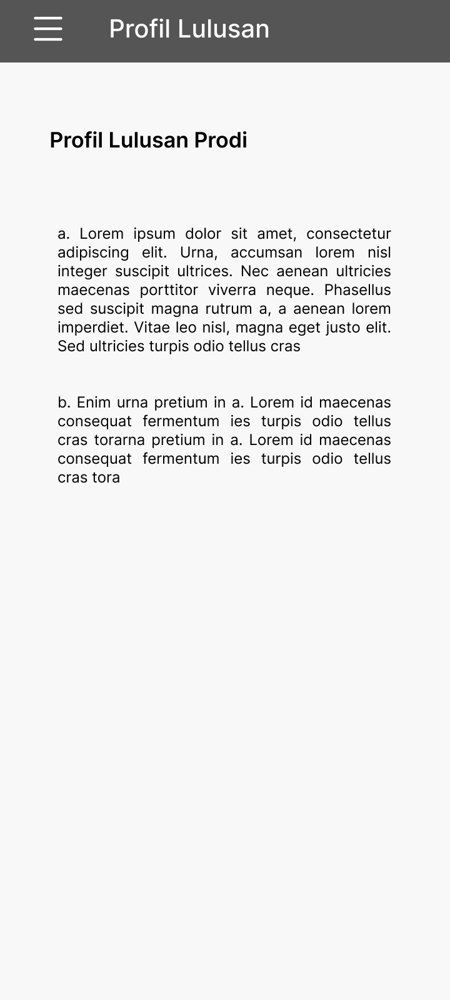 Profil Lulusan
Profil Lulusan Prodi
a. Lorem ipsum dolor sit amet, consectetur
adipiscing elit. Urna, accumsan lorem nisl
integer suscipit ultrices. Nec aenean ultricies
maecenas porttitor viverra neque. Phasellus
sed suscipit magna rutrum a, a aenean lorem
imperdiet. Vitae leo nisl, magna eget justo elit.
Sed ultricies turpis odio tellus cras
b. Enim urna pretium in a. Lorem id maecenas
consequat fermentum ies turpis odio tellus
cras torarna pretium in a. Lorem id maecenas
consequat fermentum ies turpis odio tellus
cras tora